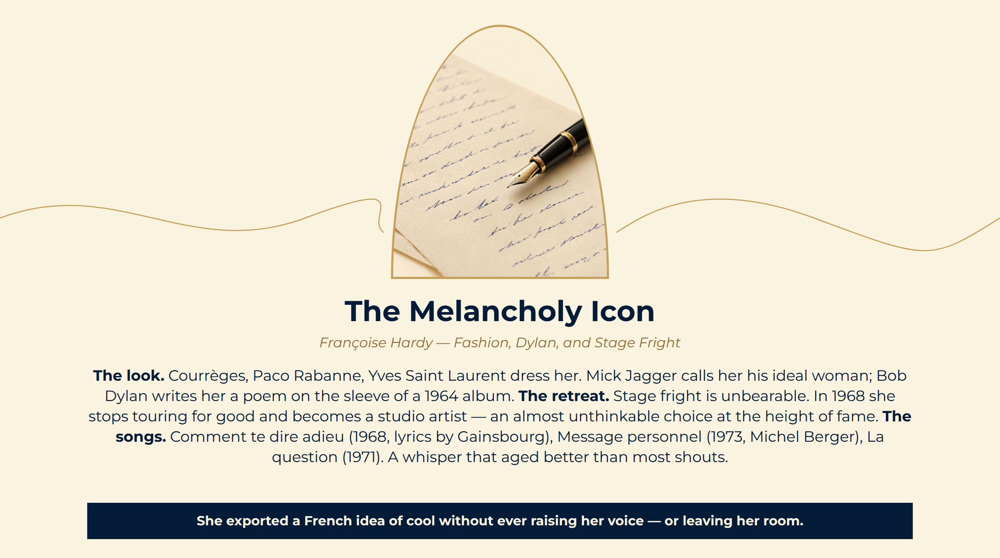 The Melancholy Icon
Françoise Hardy — Fashion, Dylan, and Stage Fright
The look. Courrèges, Paco Rabanne, Yves Saint Laurent dress her. Mick Jagger calls her his ideal woman; Bob
Dylan writes her a poem on the sleeve of a 1964 album. The retreat. Stage fright is unbearable. In 1968 she
stops touring for good and becomes a studio artist — an almost unthinkable choice at the height of fame. The
songs. Comment te dire adieu (1968, lyrics by Gainsbourg), Message personnel (1973, Michel Berger), La
question (1971). A whisper that aged better than most shouts.
She exported a French idea of cool without ever raising her voice — or leaving her room.